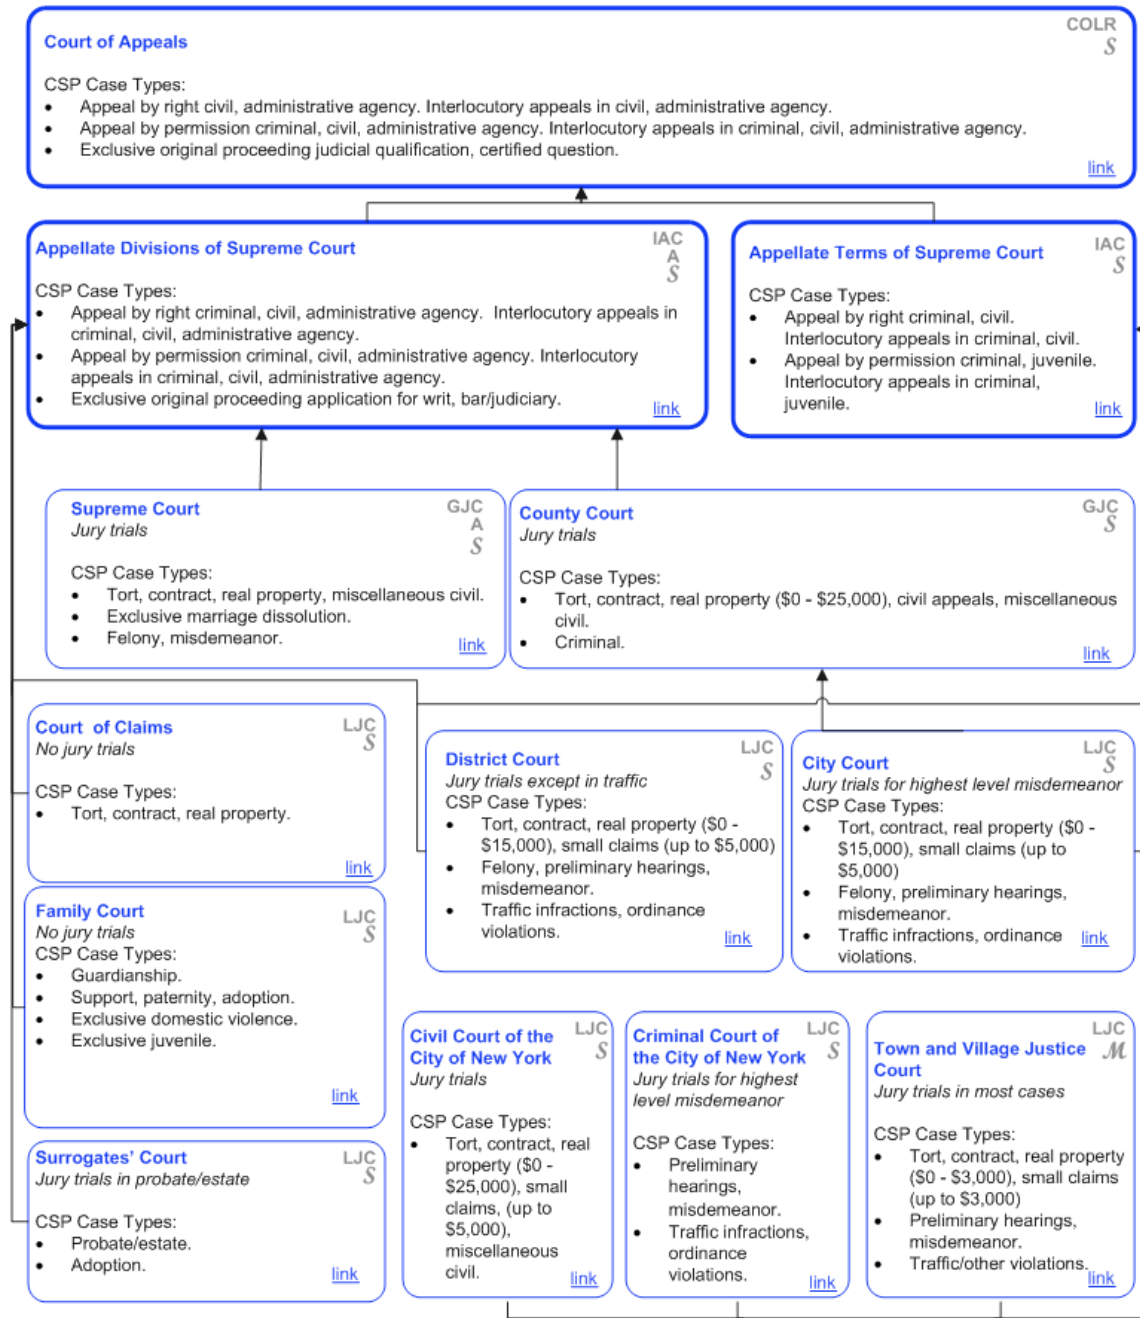 COLR
S
Court of Appeals
CSP Case Types:
• Appeal by right civil, administrative agency. Interlocutory appeals in civil, administrative agency.
• Appeal by permission criminal, civil, administrative agency. Interlocutory appeals in criminal, civil, administrative agency.
• Exclusive original proceeding judicial qualification, certified question.
link
Appellate Divisions of Supreme Court
IAC
A
S
CSP Case Types:
• Appeal by right criminal, civil, administrative agency. Interlocutory appeals in
criminal, civil, administrative agency.
• Appeal by permission criminal, civil, administrative agency. Interlocutory
appeals in criminal, civil, administrative agency.
• Exclusive original proceeding application for writ, bar/judiciary.
link
Appellate Terms of Supreme Court
IAC
S
CSP Case Types:
• Appeal by right criminal, civil.
Interlocutory appeals in criminal, civil.
• Appeal by permission criminal, juvenile.
Interlocutory appeals in criminal,
juvenile.
link
Supreme Court
GJC
A
S
Jury trials
CSP Case Types:
• Tort, contract, real property, miscellaneous civil.
• Exclusive marriage dissolution.
• Felony, misdemeanor.
link
County Court
GJC
S
Jury trials
CSP Case Types:
• Tort, contract, real property ($0 - $25,000), civil appeals, miscellaneous
civil.
• Criminal.
link
Court of Claims
LJC
S
No jury trials
CSP Case Types:
• Tort, contract, real property.
link
District Court
LJC
S
Jury trials except in traffic
CSP Case Types:
• Tort, contract, real property ($0 -
$15,000), small claims (up to $5,000)
• Felony, preliminary hearings,
misdemeanor.
• Traffic infractions, ordinance
violations.
link
City Court
LJC
S
Jury trials for highest level misdemeanor
CSP Case Types:
• Tort, contract, real property ($0 -
$15,000), small claims (up to
$5,000)
• Felony, preliminary hearings,
misdemeanor.
• Traffic infractions, ordinance
violations.
link
Family Court
LJC
S
No jury trials
CSP Case Types:
• Guardianship.
• Support, paternity, adoption.
• Exclusive domestic violence.
• Exclusive juvenile.
link
Surrogates' Court
LJC
S
Jury trials in probate/estate
CSP Case Types:
• Probate/estate.
• Adoption.
link
Civil Court of the
City of New York
LJC
S
Jury trials
CSP Case Types:
• Tort, contract, real
property ($0 -
$25,000), small
claims, (up to
$5,000),
miscellaneous
civil.
link
Criminal Court of
the City of New York
LJC
S
Jury trials for highest
level misdemeanor
CSP Case Types:
• Preliminary
hearings,
misdemeanor.
• Traffic infractions,
ordinance
violations.
link
Town and Village Justice
Court
LJC
M
Jury trials in most cases
CSP Case Types:
• Tort, contract, real property
($0 - $3,000), small claims
(up to $3,000)
• Preliminary hearings,
misdemeanor.
• Traffic/other violations.
link